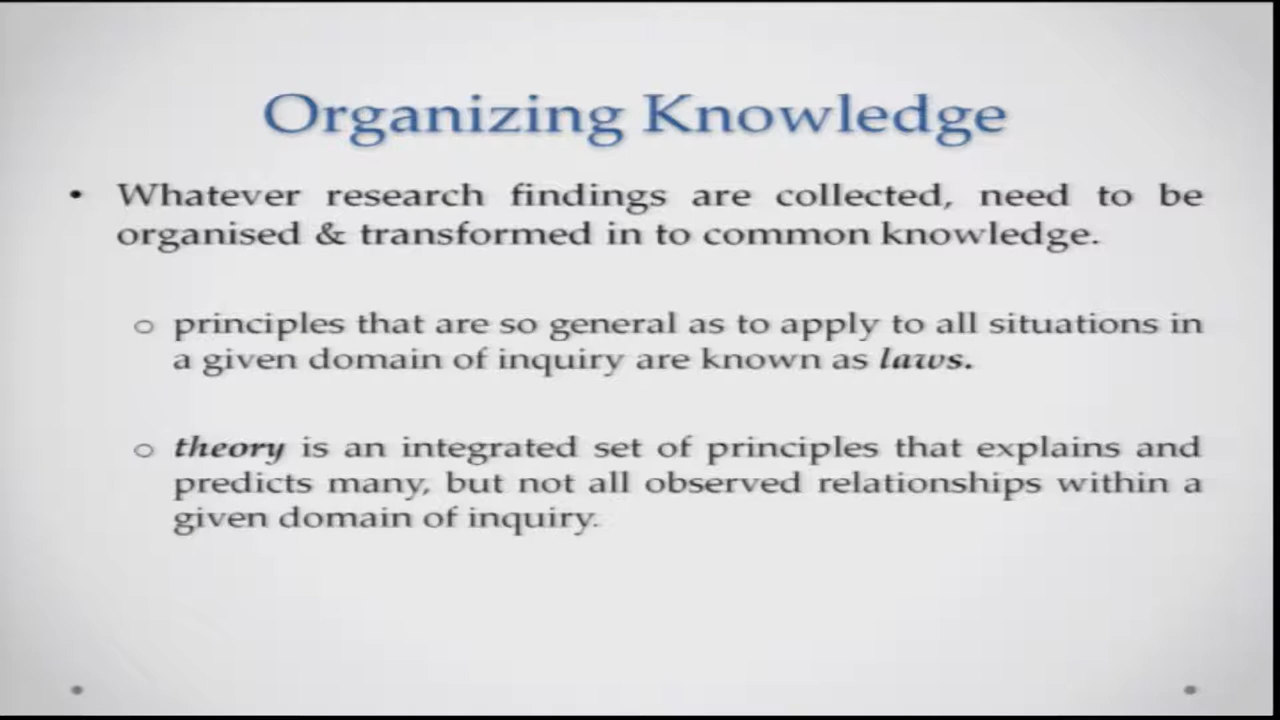 Organizing Knowledge
• Whatever research findings are collected, need to be
organised & transformed in to common knowledge.
o principles that are so general as to apply to all situations in
a given domain of inquiry are known as laws.
o theory is an integrated set of principles that explains and
predicts many, but not all observed relationships within a
given domain of inquiry.